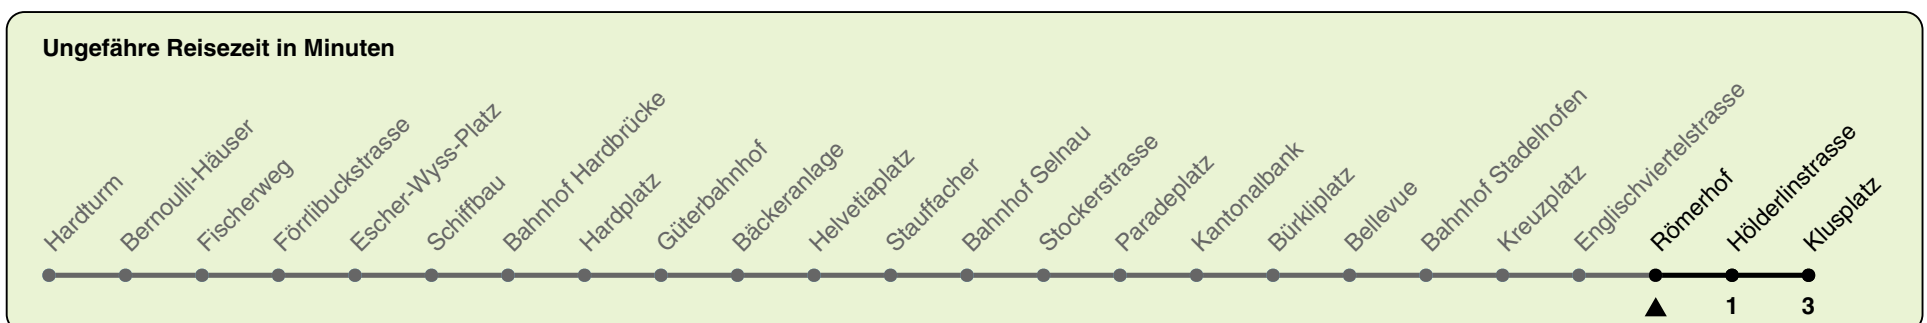 Ungefähre Reisezeit in Minuten
Hardturm
Bernoulli-Häuser
Fischerweg
Förrlibuckstrasse
Escher-Wyss-Platz
Schiffbau
Bahnhof Hardbrücke
Hardplatz
Güterbahnhof
Bäckeranlage
Helvetiaplatz
Stauffacher
Bahnhof Selnau
Stockerstrasse
Paradeplatz
Kantonalbank
Bürkliplatz
Bellevue
Bahnhof Stadelhofen
Kreuzplatz
Englischviertelstrasse
Römerhof
Hölderlinstrasse
Klusplatz
1 3